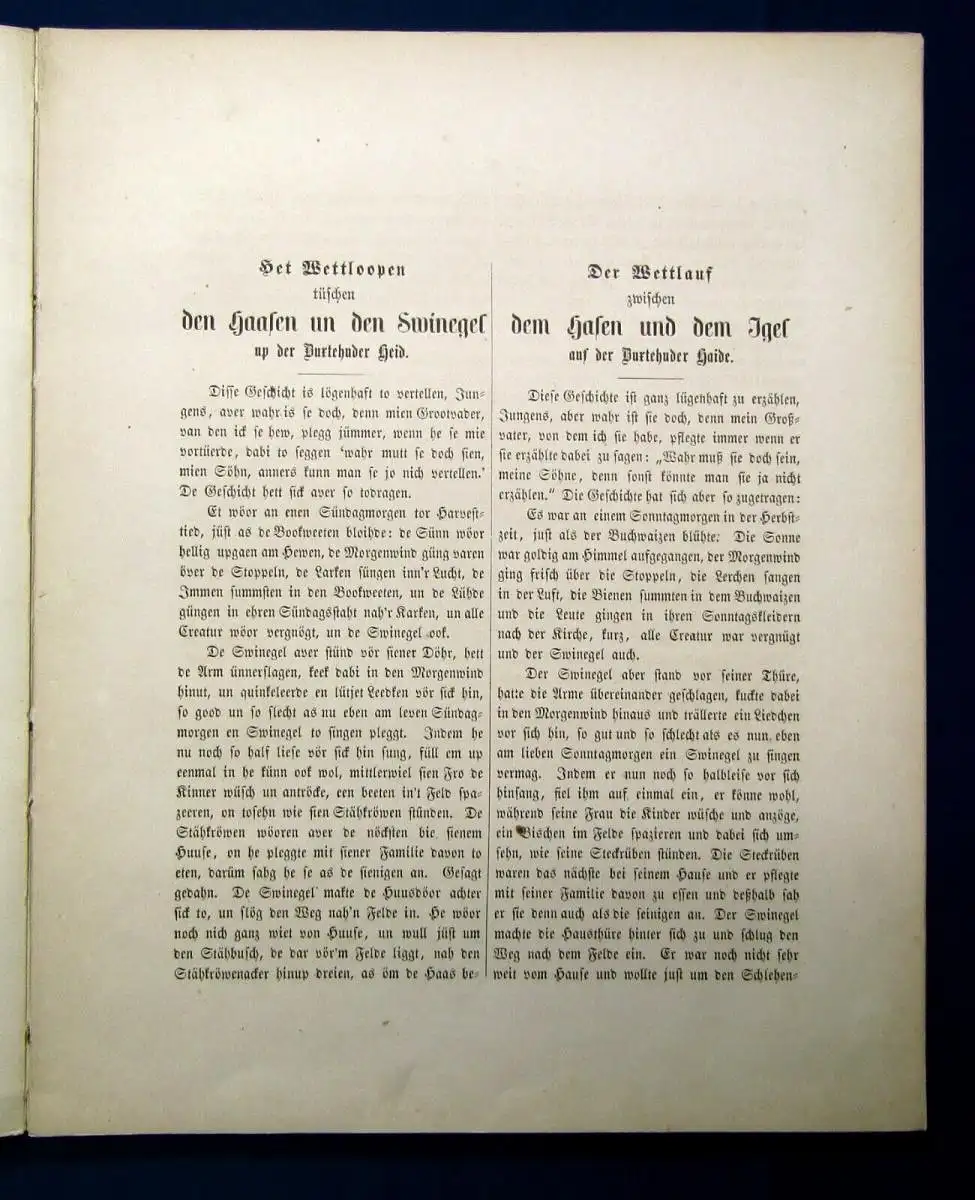 Het Wettloopen
tüschen
den Haasen un den Swinegel
up der Buxtehuder Heid.
Disse Geschicht is lögenhaft to vertellen, Jun-
gens, aver wahr is se doch, denn mien Grootvader,
van den ick se hew, plegg jümmer, wenn he se mie
vortüerde, dabi to seggen ‘wahr mutt se doch sien,
mien Söhn, anners kunn man se jo nich vertellen.’
De Geschicht hett sick aver so todragen.
Et wöor an enen Sündagmorgen tor Harvest-
tied, jüst as de Bookweeten bloihde: de Sünn wöor
hellig upgaen am Hewen, de Morgenwind güng waren
över de Stoppeln, de Larken süngen inn'r Lucht, de
Immen summsten in den Bookweeten, un de Lühde
güngen in ehren Sündagsstaht nah'r Karken, un alle
Creatur wöor vergnögt, un de Swinegel ook.
De Swinegel aver stünd vör siener Döhr, hett
de Arm ünnerslagen, keek dabi in den Morgenwind
hinut, un quinkeleerde en lütjet Leedken vör sick hin,
so good un so slecht as nu eben am leven Sündag-
morgen en Swinegel to singen pleggt. Indem he
nu noch so half liese vör sick hin sung, füll em up
eenmal in he künn ook wol, mittlerwiel sien Fro de
Kinner wüsch un antröcke, een beeten in't Feld spa-
zeeren, on tosehn wie sien Stähkröwen stünden. De
Stähkröwen wöoren aver de nöchsten bie sienem
Huuse, on he pleggte mit siener Familie davon to
eten, darüm sahg he se as de sienigen an. Gesagt
gedahn. De Swinegel makte de Huusdöor achter
sick to, un slög den Weg nah'n Felde in. He wöor
noch nich ganz wiet von Huuse, un wull jüst um
den Stähbusch, de dar vör'm Felde liggt, nah den
Stähkröwenacker hinup dreien, as öm de Haas be-
Der Wettlauf
zwischen
dem Hasen und dem Igel
auf der Buxtehuder Haide.
Diese Geschichte ist ganz lügenhaft zu erzählen,
Jungens, aber wahr ist sie doch, denn mein Groß-
vater, von dem ich sie habe, pflegte immer wenn er
sie erzählte dabei zu sagen: „Wahr muß sie doch sein,
meine Söhne, denn sonst könnte man sie ja nicht
erzählen.“ Die Geschichte hat sich aber so zugetragen:
Es war an einem Sonntagmorgen in der Herbst-
zeit, just als der Buchwaizen blühte: Die Sonne
war goldig am Himmel aufgegangen, der Morgenwind
ging frisch über die Stoppeln, die Lerchen sangen
in der Luft, die Bienen summten in dem Buchwaizen
und die Leute gingen in ihren Sonntagskleidern
nach der Kirche, kurz, alle Creatur war vergnügt
und der Swinegel auch.
Der Swinegel aber stand vor seiner Thüre,
hatte die Arme übereinander geschlagen, kuckte dabei
in den Morgenwind hinaus und trällerte ein Liedchen
vor sich hin, so gut und so schlecht als es nun eben
am lieben Sonntagmorgen ein Swinegel zu singen
vermag. Indem er nun noch so halbleise vor sich
hinsang, fiel ihm auf einmal ein, er könne wohl,
während seine Frau die Kinder wüsche und anzöge,
ein Bischen im Felde spazieren und dabei sich um-
sehn, wie seine Steckrüben stünden. Die Steckrüben
waren das nächste bei seinem Hause und er pflegte
mit seiner Familie davon zu essen und deßhalb sah
er sie denn auch als die seinigen an. Der Swinegel
machte die Hausthüre hinter sich zu und schlug den
Weg nach dem Felde ein. Er war noch nicht sehr
weit vom Hause und wollte just um den Schlehen-